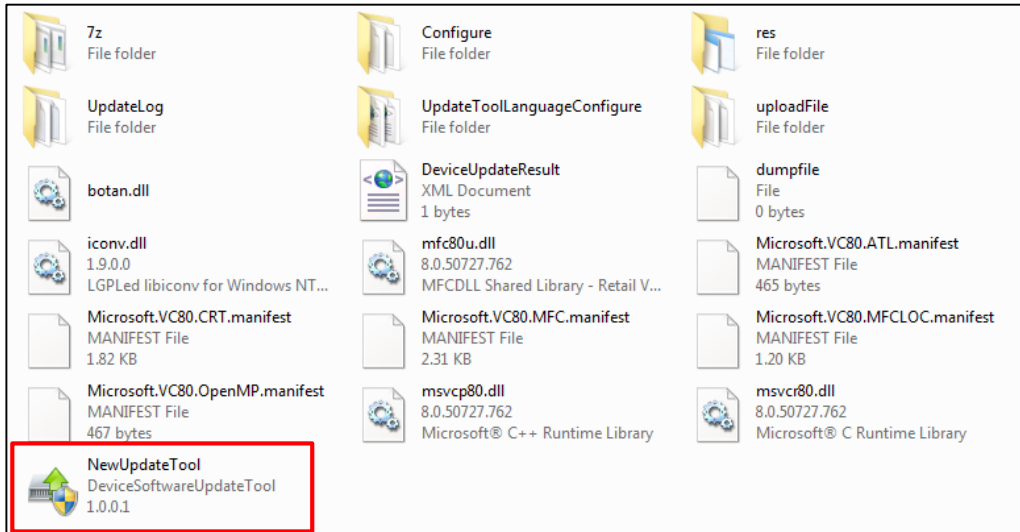 7z
File folder
Configure
File folder
res
File folder
UpdateLog
File folder
UpdateToolLanguageConfigure
File folder
uploadFile
File folder
botan.dll
DeviceUpdateResult
XML Document
1 bytes
dumpfile
File
0 bytes
iconv.dll
1.9.0.0
LGPLed libiconv for Windows NT...
mfc80u.dll
8.0.50727.762
MFCDLL Shared Library - Retail V...
Microsoft.VC80.ATL.manifest
MANIFEST File
465 bytes
Microsoft.VC80.CRT.manifest
MANIFEST File
1.82 KB
Microsoft.VC80.MFC.manifest
MANIFEST File
2.31 KB
Microsoft.VC80.MFCLOC.manifest
MANIFEST File
1.20 KB
Microsoft.VC80.OpenMP.manifest
MANIFEST File
467 bytes
msvcp80.dll
8.0.50727.762
Microsoft® C++ Runtime Library
msvcr80.dll
8.0.50727.762
Microsoft® C Runtime Library
NewUpdateTool
DeviceSoftwareUpdateTool
1.0.0.1